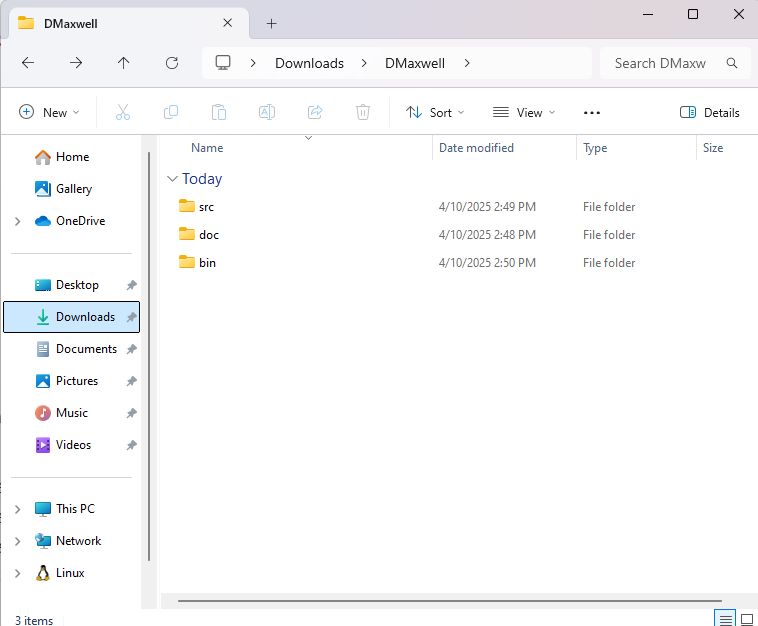 DMaxwell
Downloads DMaxwell Search DMaxw
New Sort View Details
Name Date modified Type Size
Home
Gallery
OneDrive
Desktop
Downloads
Documents
Pictures
Music
Videos
This PC
Network
Linux
Today
src 4/10/2025 2:49 PM File folder
doc 4/10/2025 2:48 PM File folder
bin 4/10/2025 2:50 PM File folder
3 items